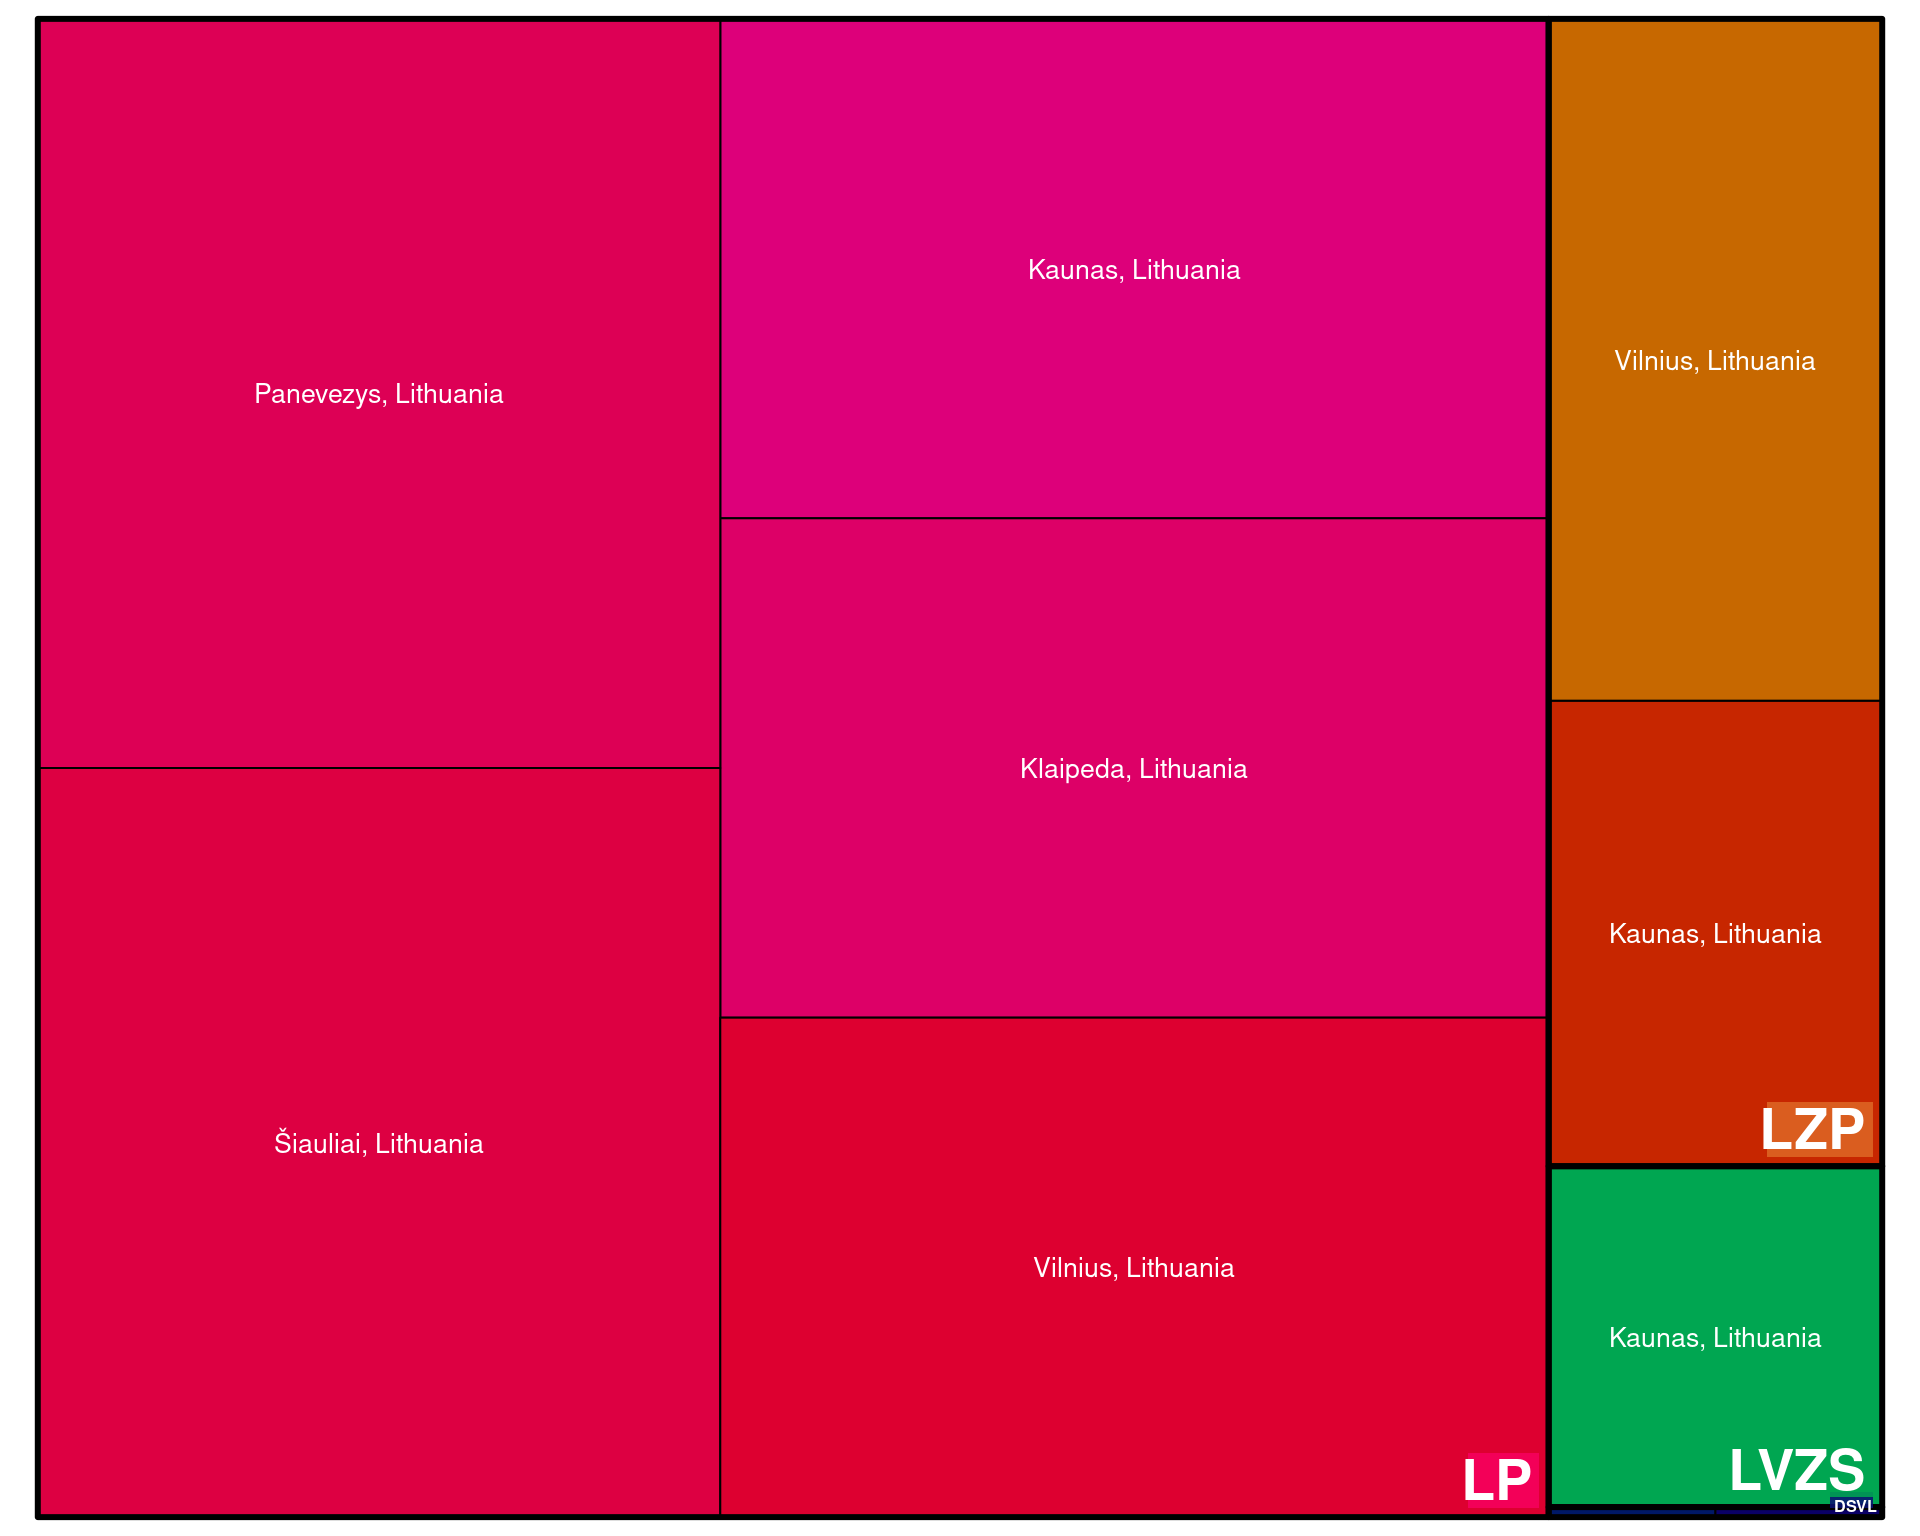 Panevezys, Lithuania
Šiauliai, Lithuania
Kaunas, Lithuania
Klaipeda, Lithuania
Vilnius, Lithuania
LP
Vilnius, Lithuania
Kaunas, Lithuania
LZP
Kaunas, Lithuania
LVZS
DSVL